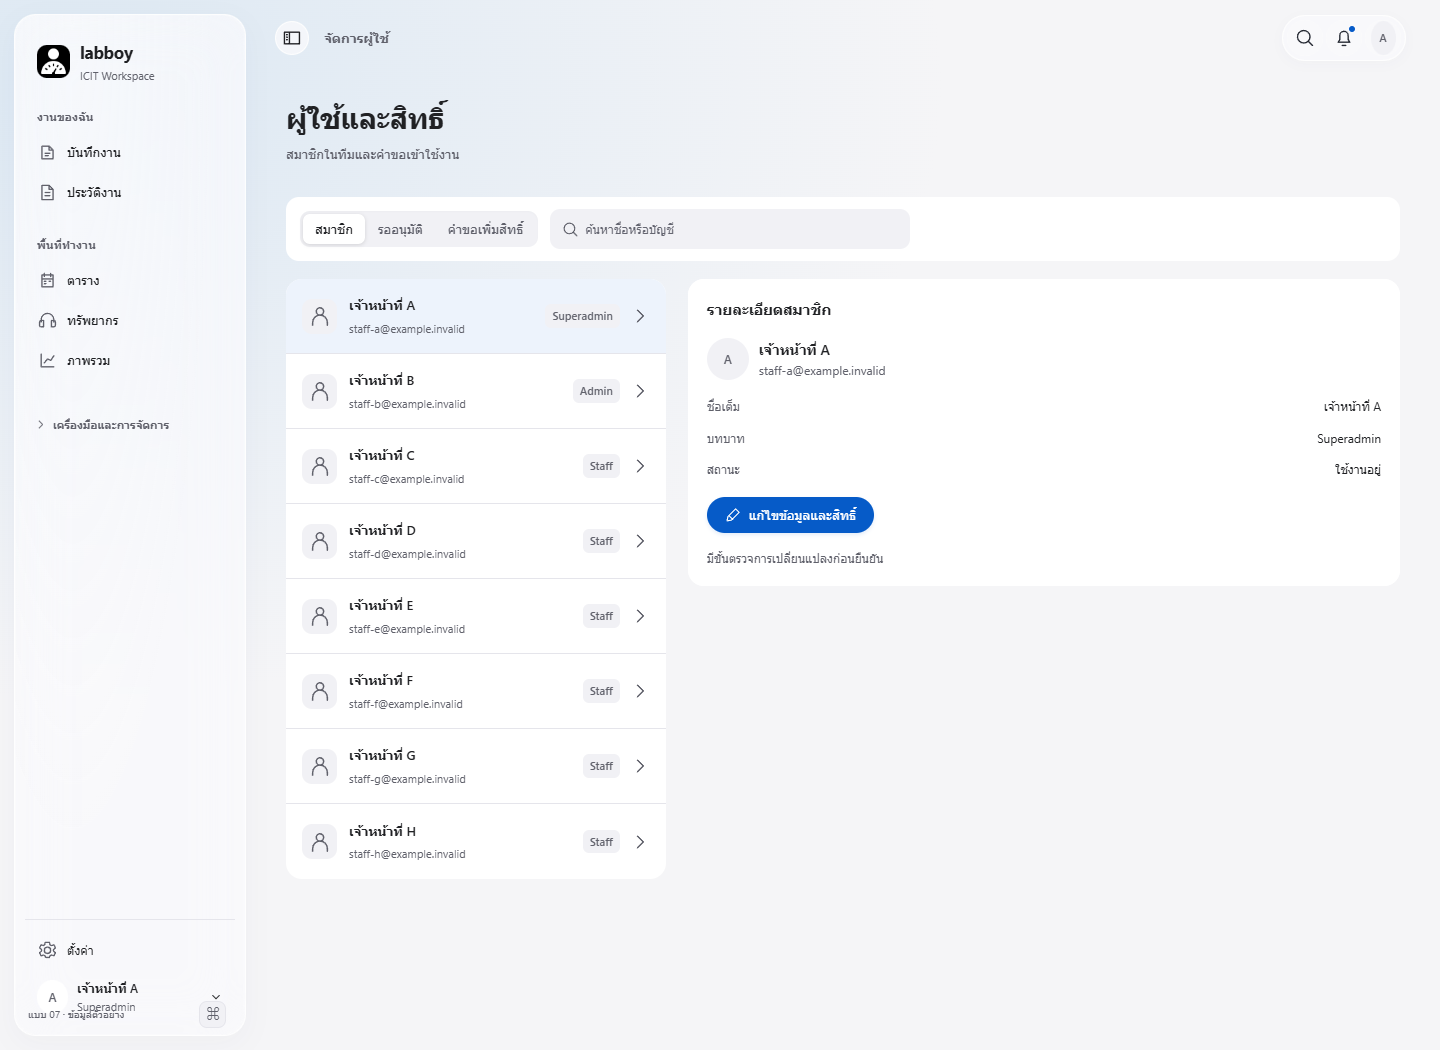 labboy
ICIT Workspace
งานของฉัน
บันทึกงาน
ประวัติงาน
พื้นที่ทำงาน
ตาราง
ทรัพยากร
ภาพรวม
เครื่องมือและการจัดการ
ตั้งค่า
A
เจ้าหน้าที่ A
Superadmin
แบบ 07 · ข้อมูลตัวอย่าง
⌘
จัดการผู้ใช้
A
ผู้ใช้และสิทธิ์
สมาชิกในทีมและคำขอเข้าใช้งาน
สมาชิก รออนุมัติ คำขอเพิ่มสิทธิ์ ค้นหาชื่อหรือบัญชี
เจ้าหน้าที่ A
staff-a@example.invalid
Superadmin
เจ้าหน้าที่ B
staff-b@example.invalid
Admin
เจ้าหน้าที่ C
staff-c@example.invalid
Staff
เจ้าหน้าที่ D
staff-d@example.invalid
Staff
เจ้าหน้าที่ E
staff-e@example.invalid
Staff
เจ้าหน้าที่ F
staff-f@example.invalid
Staff
เจ้าหน้าที่ G
staff-g@example.invalid
Staff
เจ้าหน้าที่ H
staff-h@example.invalid
Staff
รายละเอียดสมาชิก
A
เจ้าหน้าที่ A
staff-a@example.invalid
ชื่อเต็ม เจ้าหน้าที่ A
บทบาท Superadmin
สถานะ ใช้งานอยู่
แก้ไขข้อมูลและสิทธิ์
มีขั้นตรวจการเปลี่ยนแปลงก่อนยืนยัน